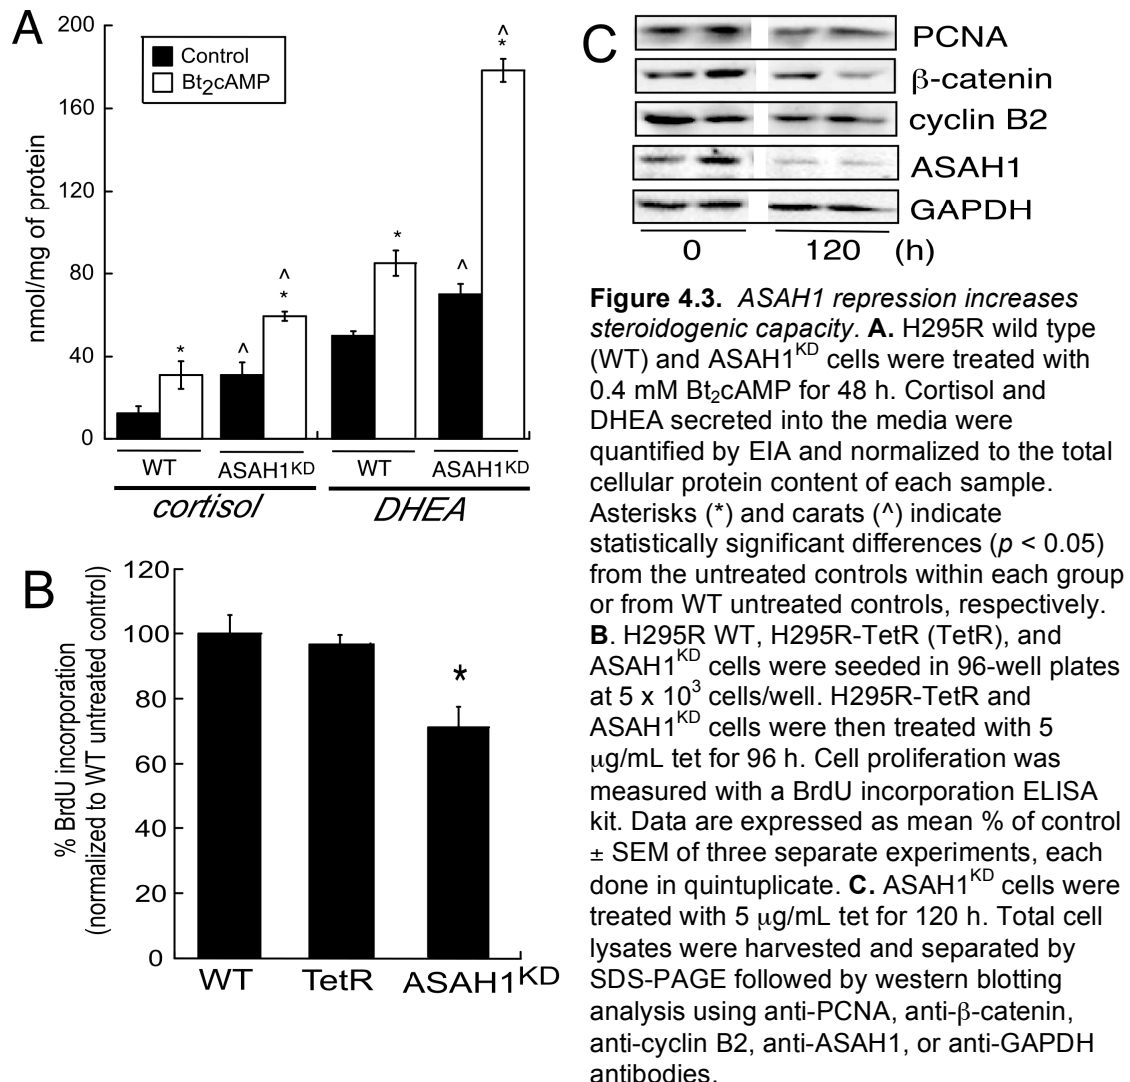 A
200
160
120
80
40
0
nmol/mg of protein
Control
Bt2cAMP
*
^
^
*
*
^
^
*
WT
ASAH1KD
WT
ASAH1KD
cortisol
DHEA
B
120
100
80
60
40
20
0
% BrdU incorporation
(normalized to WT untreated control)
*
WT
TetR
ASAH1KD
C
PCNA
β-catenin
cyclin B2
ASAH1
GAPDH
0
120
(h)
Figure 4.3. ASAH1 repression increases
steroidogenic capacity. A. H295R wild type
(WT) and ASAH1KD cells were treated with
0.4 mM Bt2cAMP for 48 h. Cortisol and
DHEA secreted into the media were
quantified by EIA and normalized to the total
cellular protein content of each sample.
Asterisks (*) and carats (^) indicate
statistically significant differences (p < 0.05)
from the untreated controls within each group
or from WT untreated controls, respectively.
B. H295R WT, H295R-TetR (TetR), and
ASAH1KD cells were seeded in 96-well plates
at 5 x 10³ cells/well. H295R-TetR and
ASAH1KD cells were then treated with 5
μg/mL tet for 96 h. Cell proliferation was
measured with a BrdU incorporation ELISA
kit. Data are expressed as mean % of control
± SEM of three separate experiments, each
done in quintuplicate. C. ASAH1KD cells were
treated with 5 μg/mL tet for 120 h. Total cell
lysates were harvested and separated by
SDS-PAGE followed by western blotting
analysis using anti-PCNA, anti-β-catenin,
anti-cyclin B2, anti-ASAH1, or anti-GAPDH
antibodies.